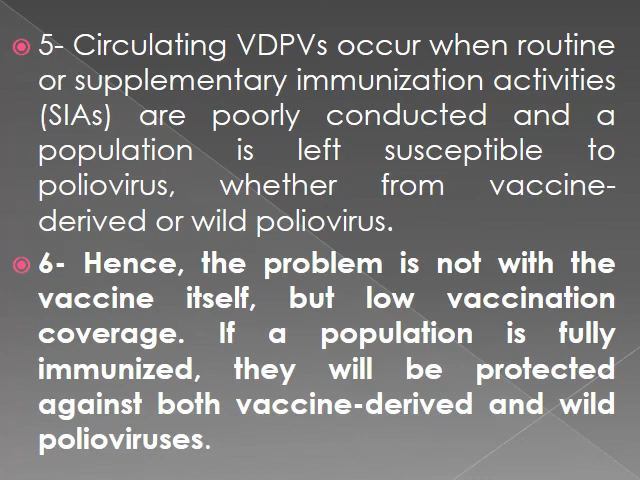 5- Circulating VDPVs occur when routine
or supplementary immunization activities
(SIAs) are poorly conducted and a
population is left susceptible to
poliovirus, whether from vaccine-
derived or wild poliovirus.
6- Hence, the problem is not with the
vaccine itself, but low vaccination
coverage. If a population is fully
immunized, they will be protected
against both vaccine-derived and wild
polioviruses.